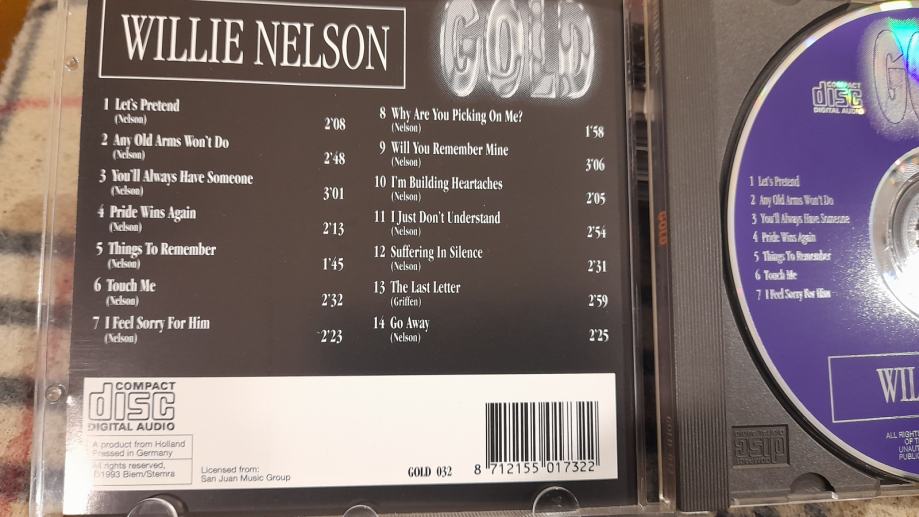 WILLIE NELSON
GOLD
1 Let's Pretend
(Nelson)
2'08
2 Any Old Arms Won't Do
(Nelson)
2'48
3 You'll Always Have Someone
(Nelson)
3'01
4 Pride Wins Again
(Nelson)
2'13
5 Things To Remember
(Nelson)
1'45
6 Touch Me
(Nelson)
2'32
7 I Feel Sorry For Him
(Nelson)
2'23
8 Why Are You Picking On Me?
(Nelson)
1'58
9 Will You Remember Mine
(Nelson)
3'06
10 I'm Building Heartaches
(Nelson)
2'05
11 I Just Don't Understand
(Nelson)
2'54
12 Suffering In Silence
(Nelson)
2'31
13 The Last Letter
(Griffen)
2'59
14 Go Away
(Nelson)
2'25
COMPACT
disc
DIGITAL AUDIO
A product from Holland
Pressed in Germany
All rights reserved,
©1993 Biem/Stemra
Licensed from:
San Juan Music Group
GOLD 032
8 712155 017322
GOLD
COMPACT
disc
DIGITAL AUDIO
1 Let's Pretend
2 Any Old Arms Won't Do
3 You'll Always Have Someone
4 Pride Wins Again
5 Things To Remember
6 Touch Me
7 I Feel Sorry For Him
WIL
ALL RIGHT
OF T
UNAUT
PUBLIC